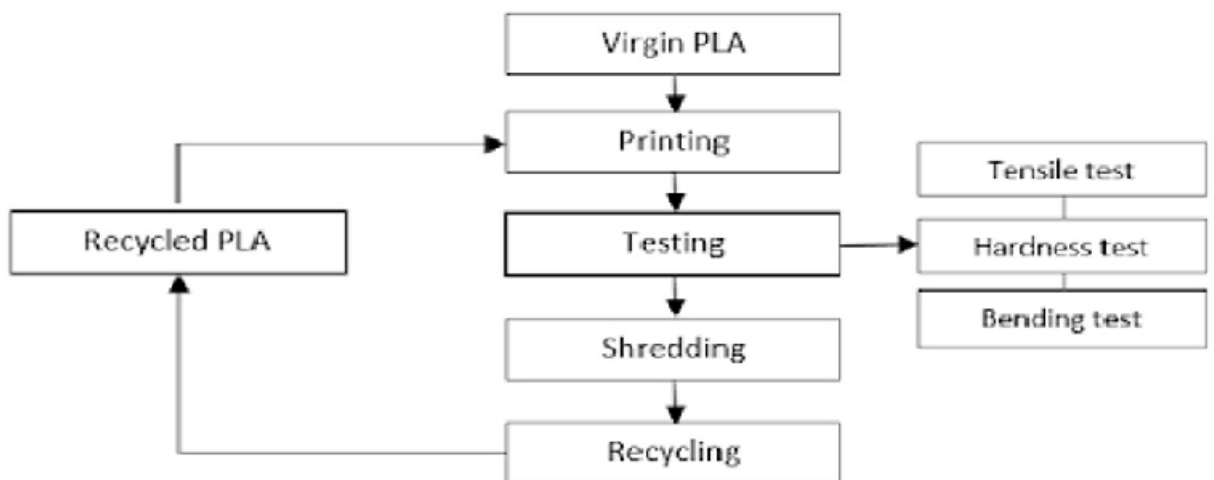 Virgin PLA
Printing
Tensile test
Recycled PLA
Testing
Hardness test
Bending test
Shredding
Recycling